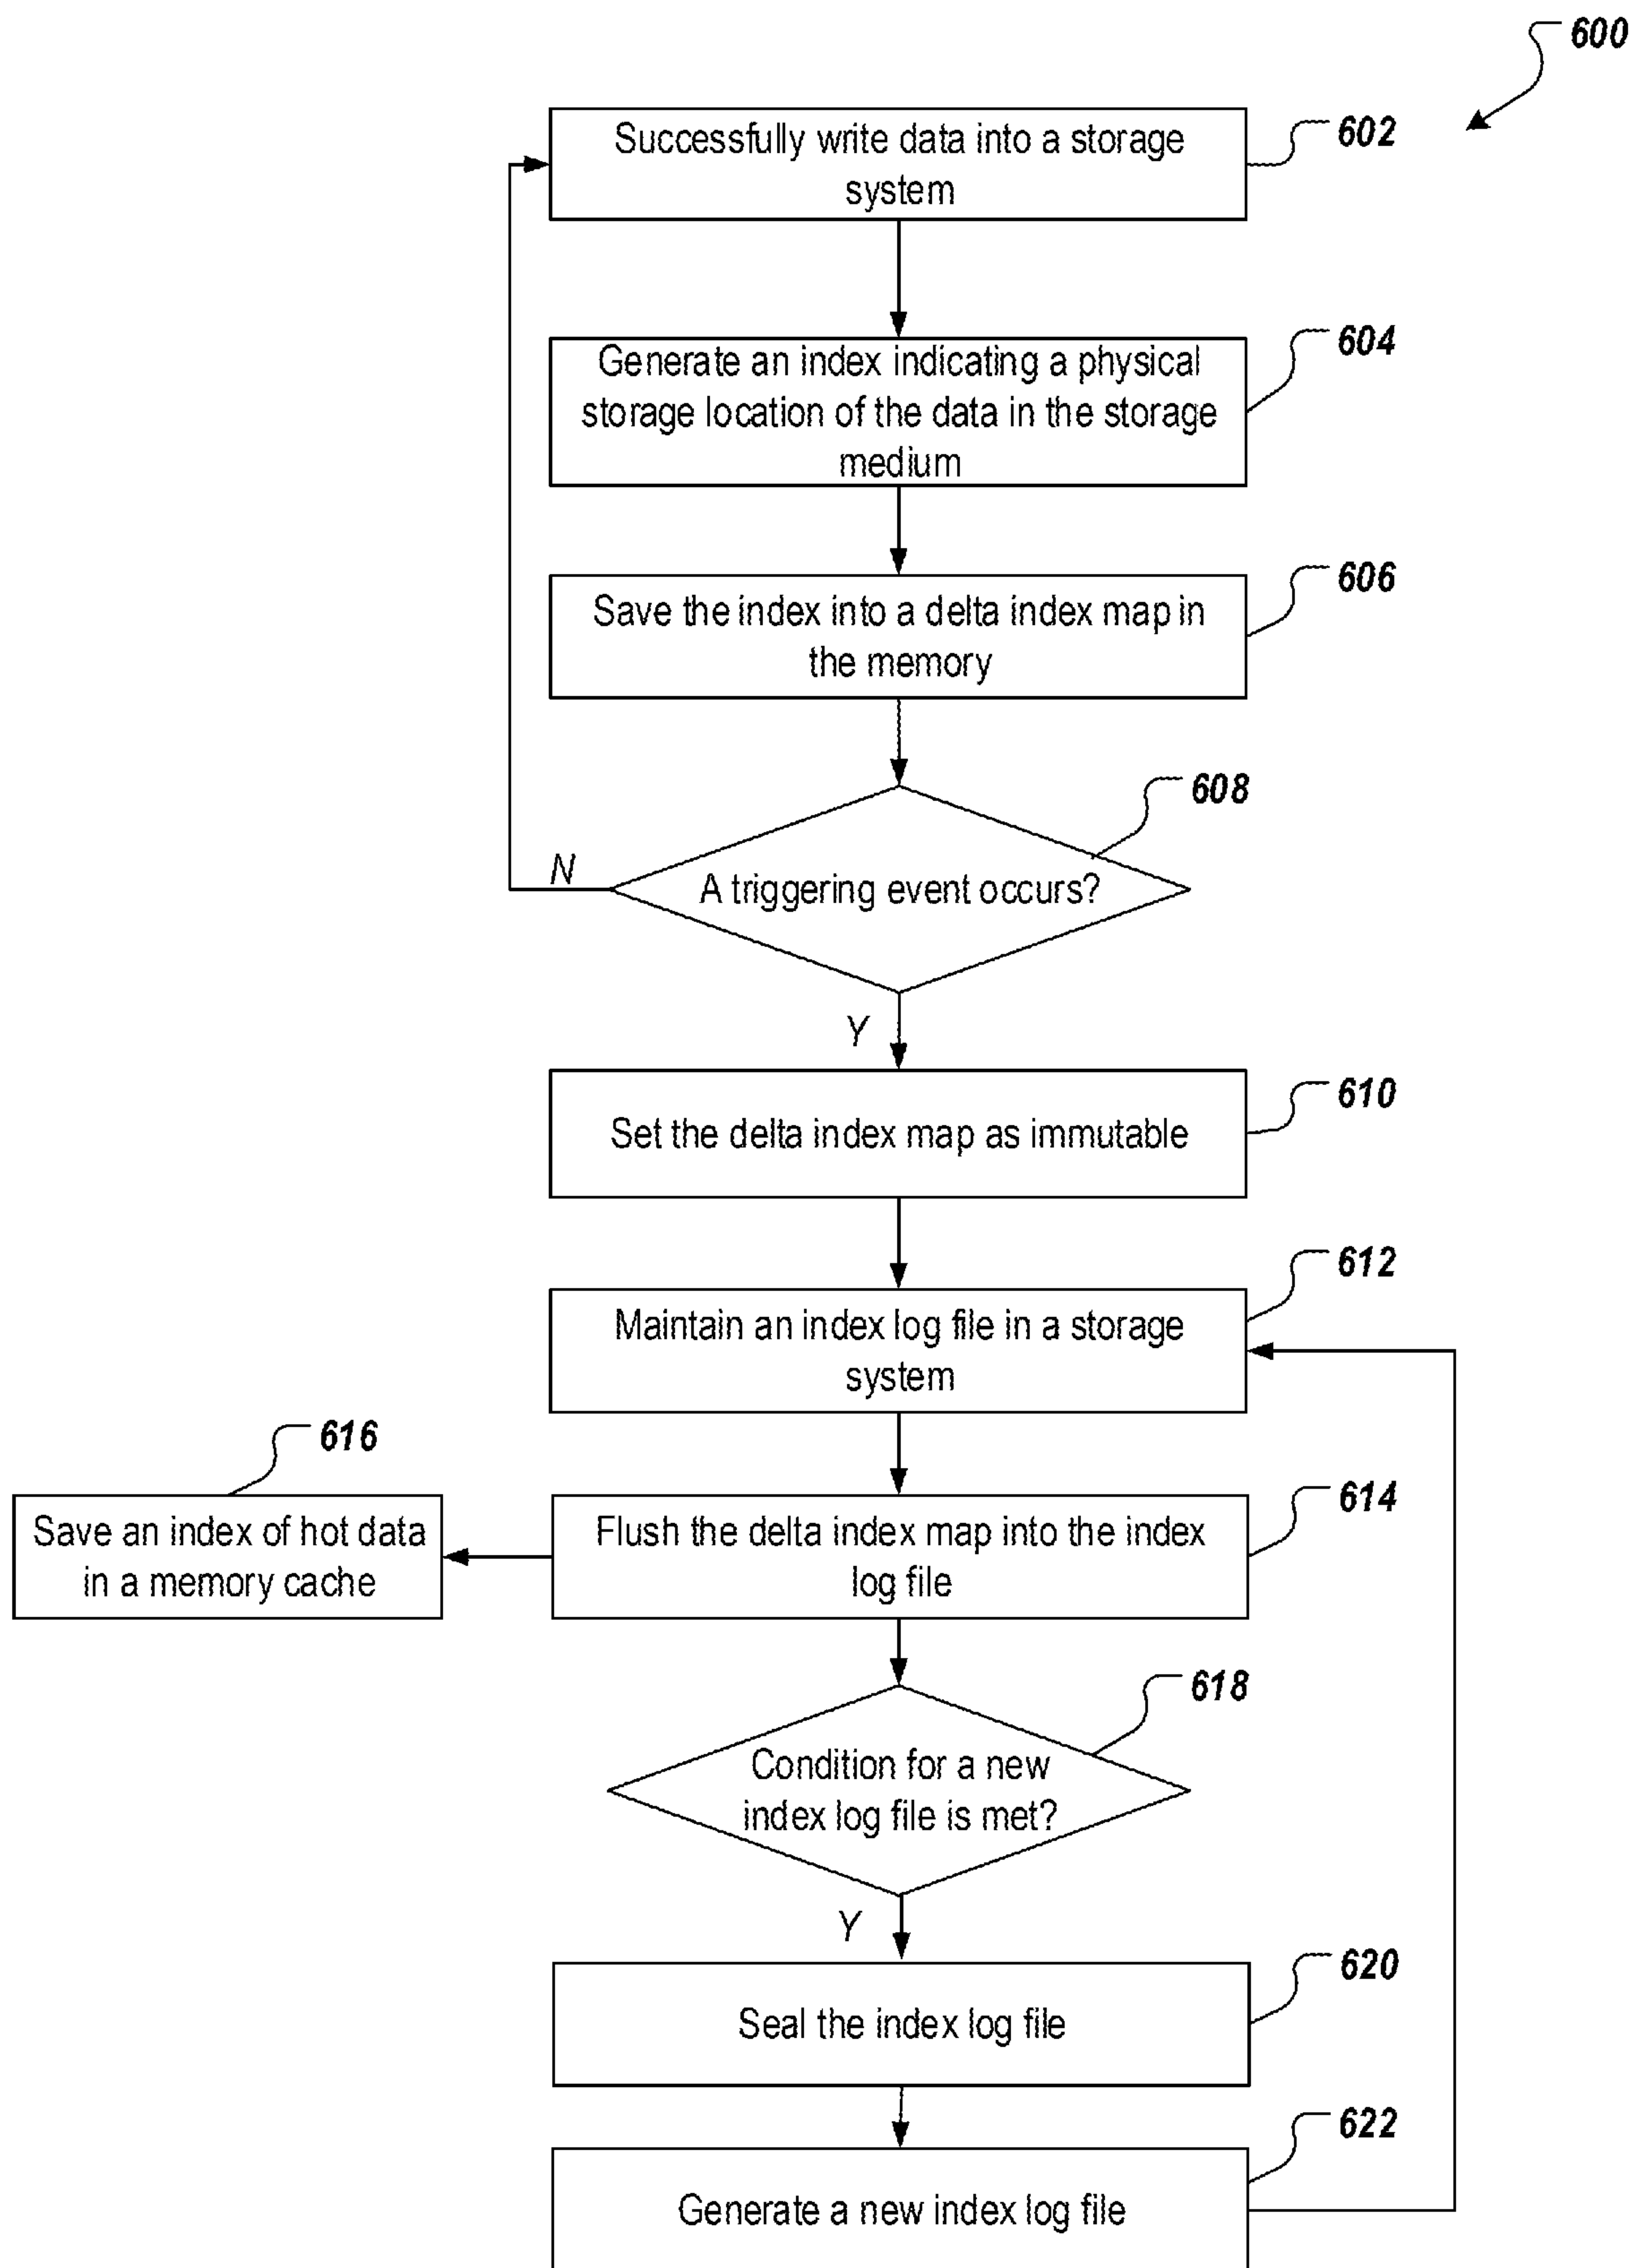 600
Successfully write data into a storage
system
602
Generate an index indicating a physical
storage location of the data in the storage
medium
604
Save the index into a delta index map in
the memory
606
608
N
A triggering event occurs?
Y
Set the delta index map as immutable
610
Maintain an index log file in a storage
system
612
616
Save an index of hot data
in a memory cache
Flush the delta index map into the index
log file
614
618
Condition for a new
index log file is met?
Y
Seal the index log file
620
Generate a new index log file
622